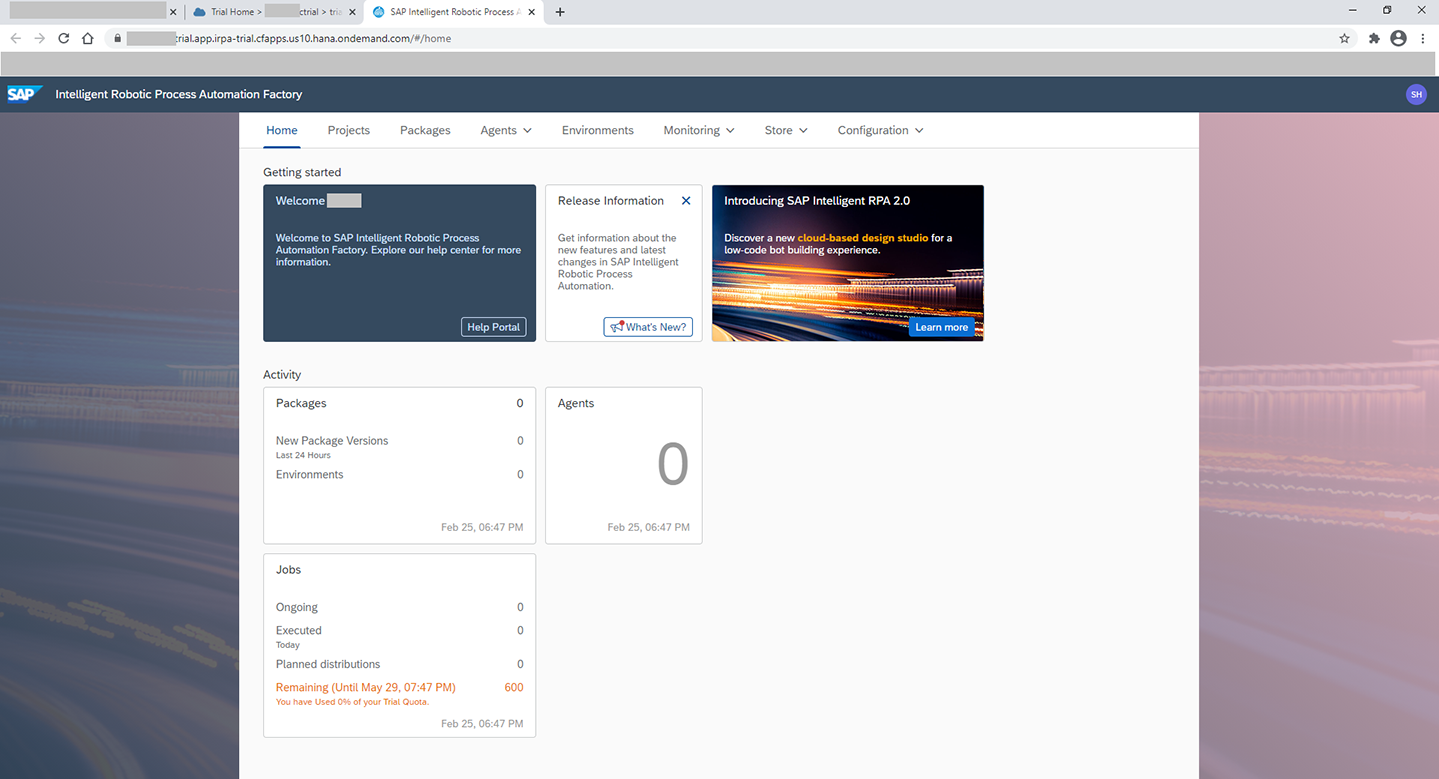 Trial Home > ctrial > tria
SAP Intelligent Robotic Process A
trial.app.irpa-trial.cfapps.us10.hana.ondemand.com/#/home
SAP Intelligent Robotic Process Automation Factory SH
Home Projects Packages Agents Environments Monitoring Store Configuration
Getting started
Welcome
Welcome to SAP Intelligent Robotic Process
Automation Factory. Explore our help center for more
information.
Help Portal
Release Information
Get information about the
new features and latest
changes in SAP Intelligent
Robotic Process
Automation.
What's New?
Introducing SAP Intelligent RPA 2.0
Discover a new cloud-based design studio for a
low-code bot building experience.
Learn more
Activity
Packages 0
New Package Versions 0
Last 24 Hours
Environments 0
Feb 25, 06:47 PM
Agents
0
Feb 25, 06:47 PM
Jobs
Ongoing 0
Executed 0
Today
Planned distributions 0
Remaining (Until May 29, 07:47 PM) 600
You have Used 0% of your Trial Quota.
Feb 25, 06:47 PM